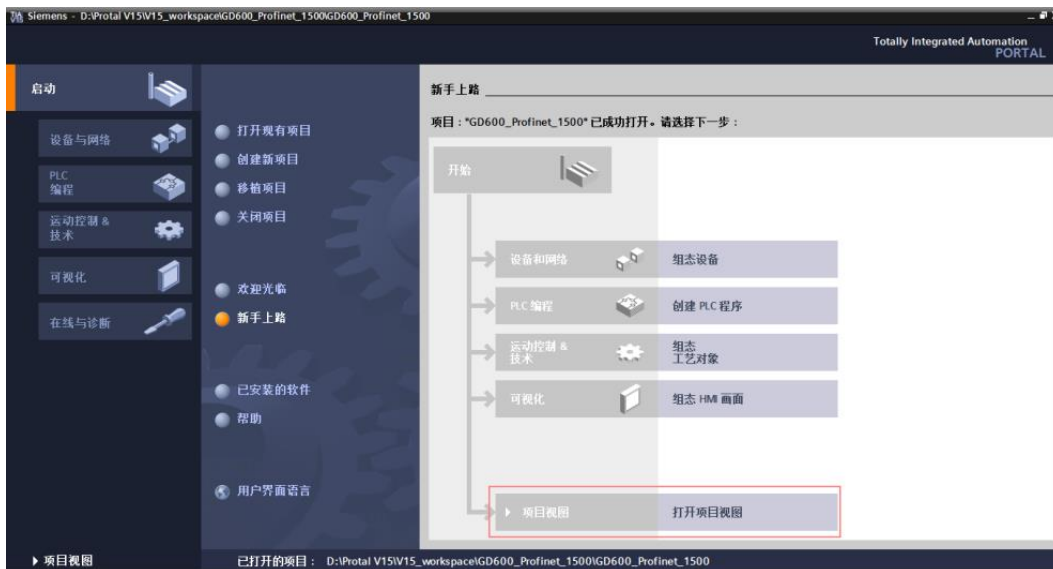 Siemens - D:\Protal V15\V15_workspace\GD600_Profinet_1500\GD600_Profinet_1500
Totally Integrated Automation
PORTAL
启动
设备与网络
PLC
编程
运动控制 &
技术
可视化
在线与诊断
打开现有项目
创建新项目
移植项目
关闭项目
欢迎光临
新手上路
已安装的软件
帮助
用户界面语言
新手上路
项目："GD600_Profinet_1500" 已成功打开。请选择下一步：
开始
设备和网络 组态设备
PLC 编程 创建 PLC 程序
运动控制 &
技术
组态
工艺对象
可视化 组态 HMI 画面
项目视图 打开项目视图
项目视图
已打开的项目： D:\Protal V15\V15_workspace\GD600_Profinet_1500\GD600_Profinet_1500